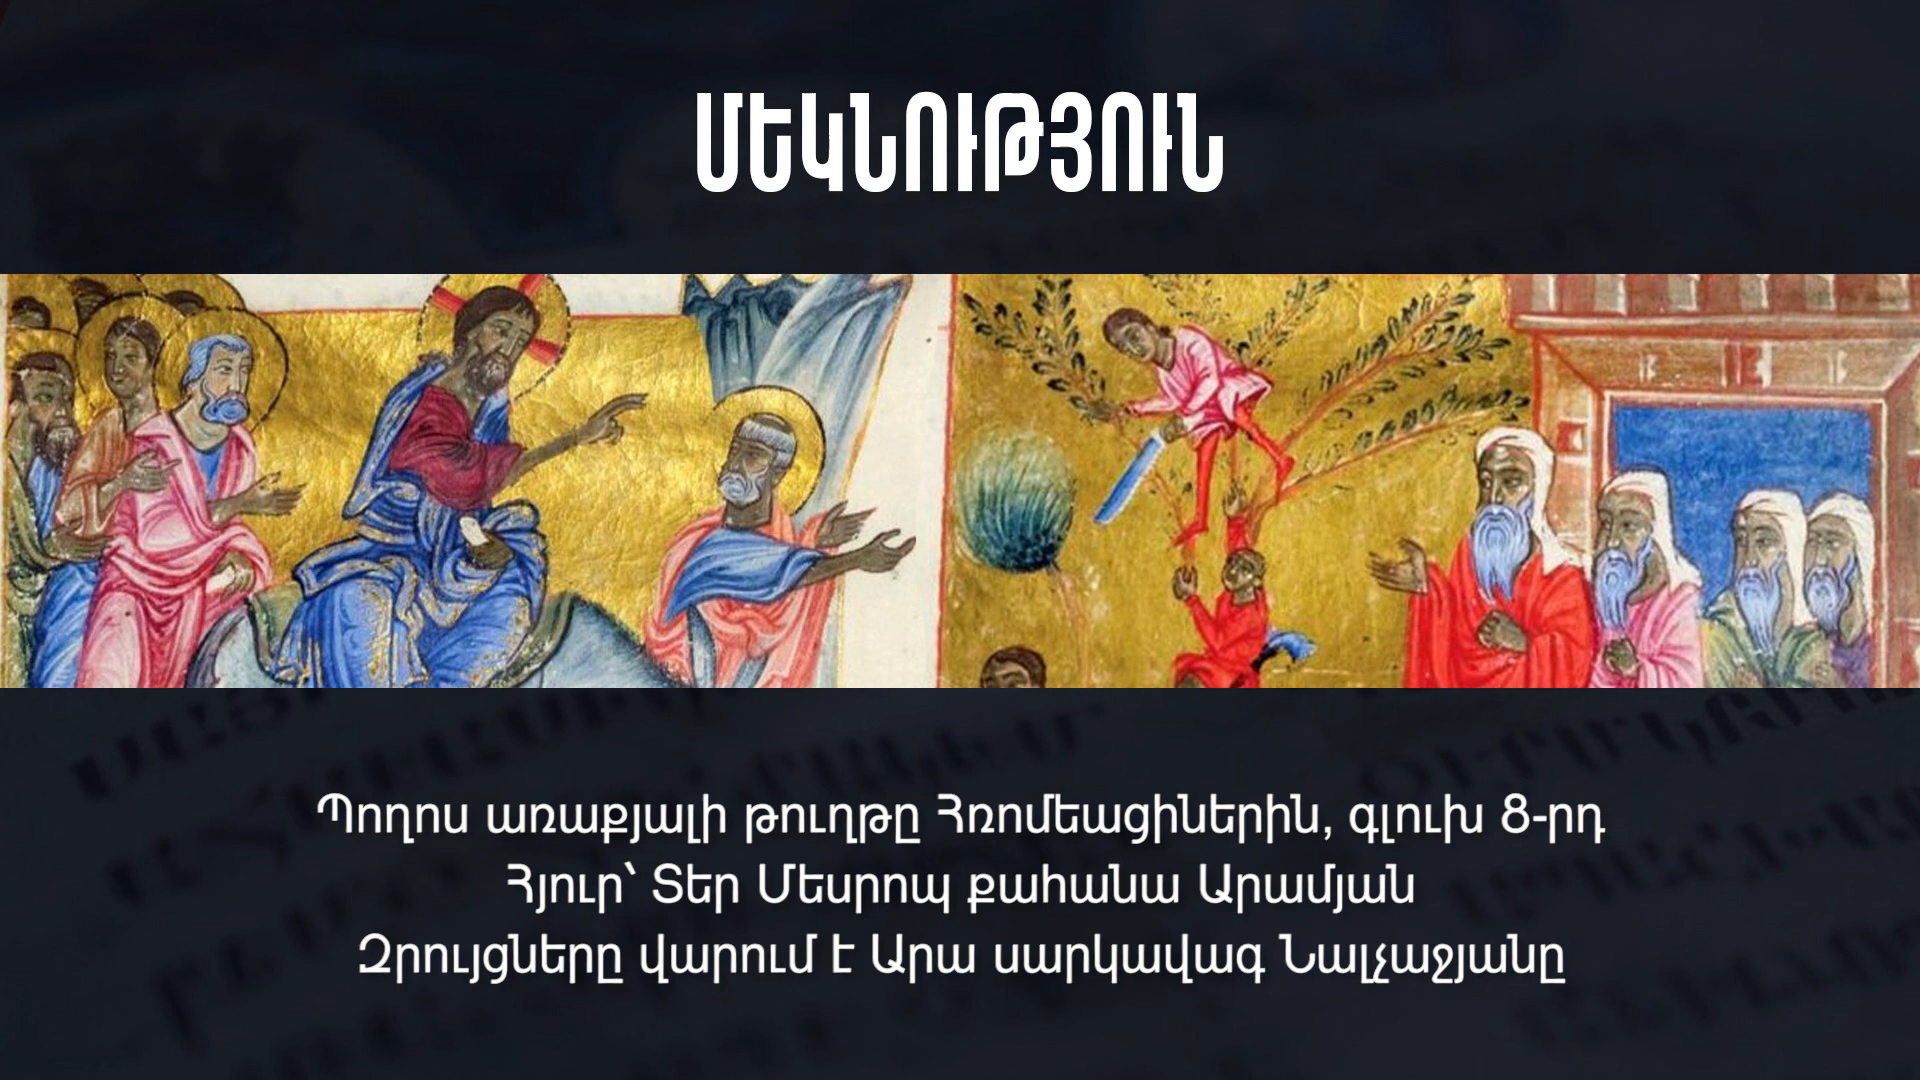 ՄԵԿՆՈՒԹՅՈՒՆ
Պողոս առաքյալի թուղթը Հռոմեացիներին, գլուխ 8-րդ
Հյուր՝ Տեր Մեսրոպ քահանա Արամյան
Զրույցները վարում է Արա սարկավագ Նալչաջյանը